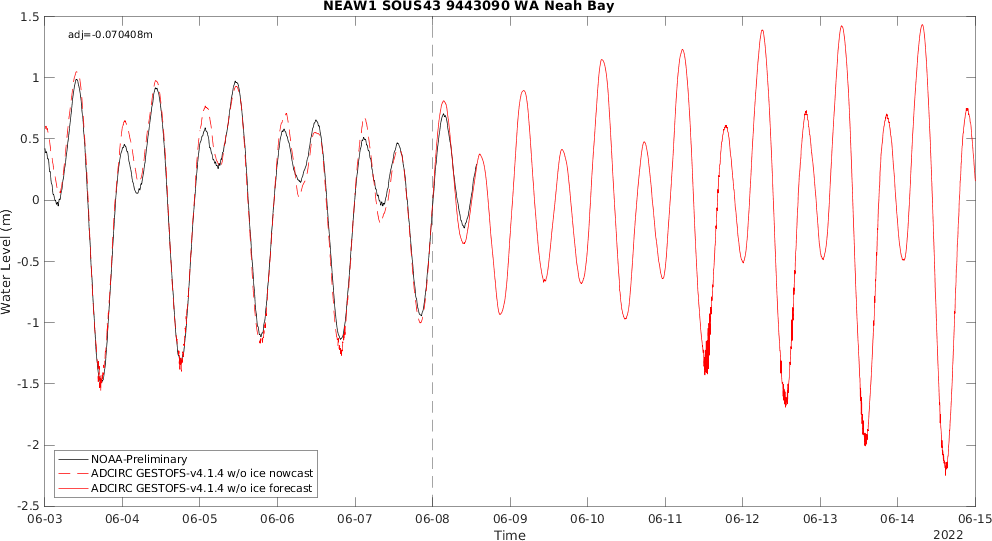 NEAW1 SOUS43 9443090 WA Neah Bay
adj=-0.070408m
1.5
1
0.5
0
-0.5
-1
-1.5
-2
-2.5
Water Level (m)
NOAA-Preliminary
ADCIRC GESTOFS-v4.1.4 w/o ice nowcast
ADCIRC GESTOFS-v4.1.4 w/o ice forecast
06-03 06-04 06-05 06-06 06-07 06-08 06-09 06-10 06-11 06-12 06-13 06-14 06-15
Time
2022